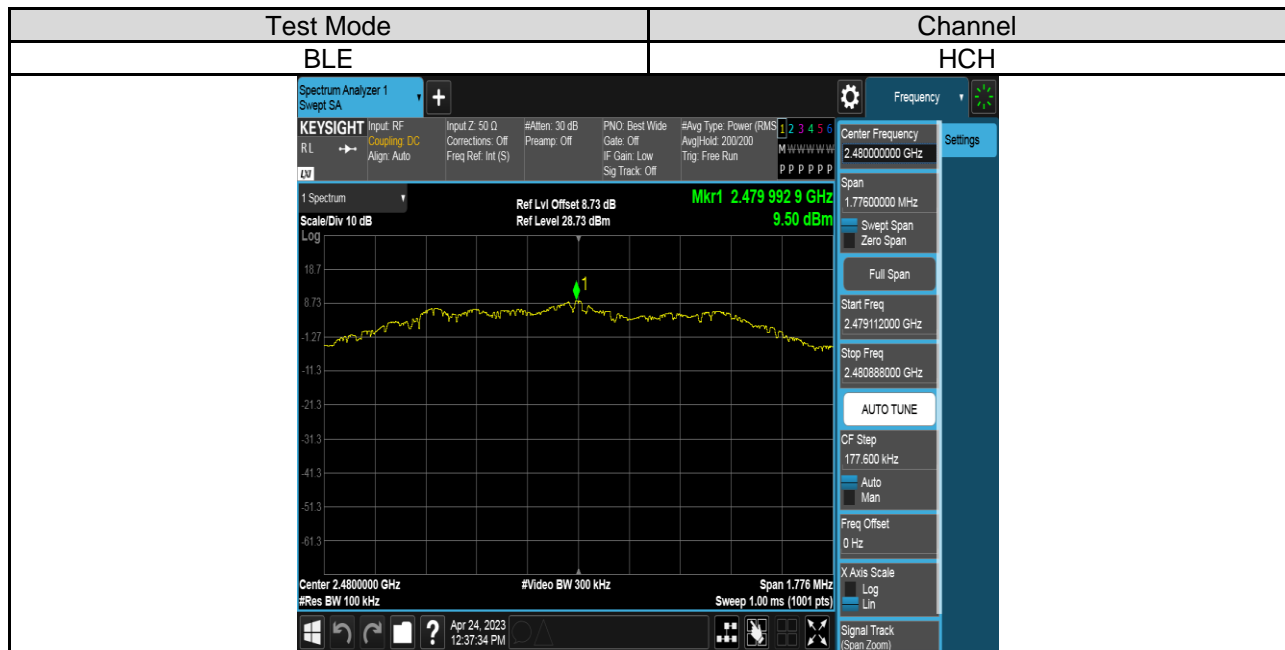 Test Mode Channel
BLE HCH
Spectrum Analyzer 1
Swept SA
Frequency
KEYSIGHT
RL
LXI
Input: RF
Coupling: DC
Align: Auto
Input Z: 50 Ω
Corrections: Off
Freq Ref: Int (S)
#Atten: 30 dB
Preamp: Off
PNO: Best Wide
Gate: Off
IF Gain: Low
Sig Track: Off
#Avg Type: Power (RMS
Avg|Hold: 200/200
Trig: Free Run
1 2 3 4 5 6
M W W W W W
P P P P P P
1 Spectrum
Scale/Div 10 dB
Log
Ref Lvl Offset 8.73 dB
Ref Level 28.73 dBm
Mkr1 2.479 992 9 GHz
9.50 dBm
1
18.7
8.73
-1.27
-11.3
-21.3
-31.3
-41.3
-51.3
-61.3
Center 2.4800000 GHz
#Res BW 100 kHz
#Video BW 300 kHz
Span 1.776 MHz
Sweep 1.00 ms (1001 pts)
Apr 24, 2023
12:37:34 PM
Center Frequency
2.480000000 GHz
Settings
Span
1.77600000 MHz
Swept Span
Zero Span
Full Span
Start Freq
2.479112000 GHz
Stop Freq
2.480888000 GHz
AUTO TUNE
CF Step
177.600 kHz
Auto
Man
Freq Offset
0 Hz
X Axis Scale
Log
Lin
Signal Track
(Span Zoom)